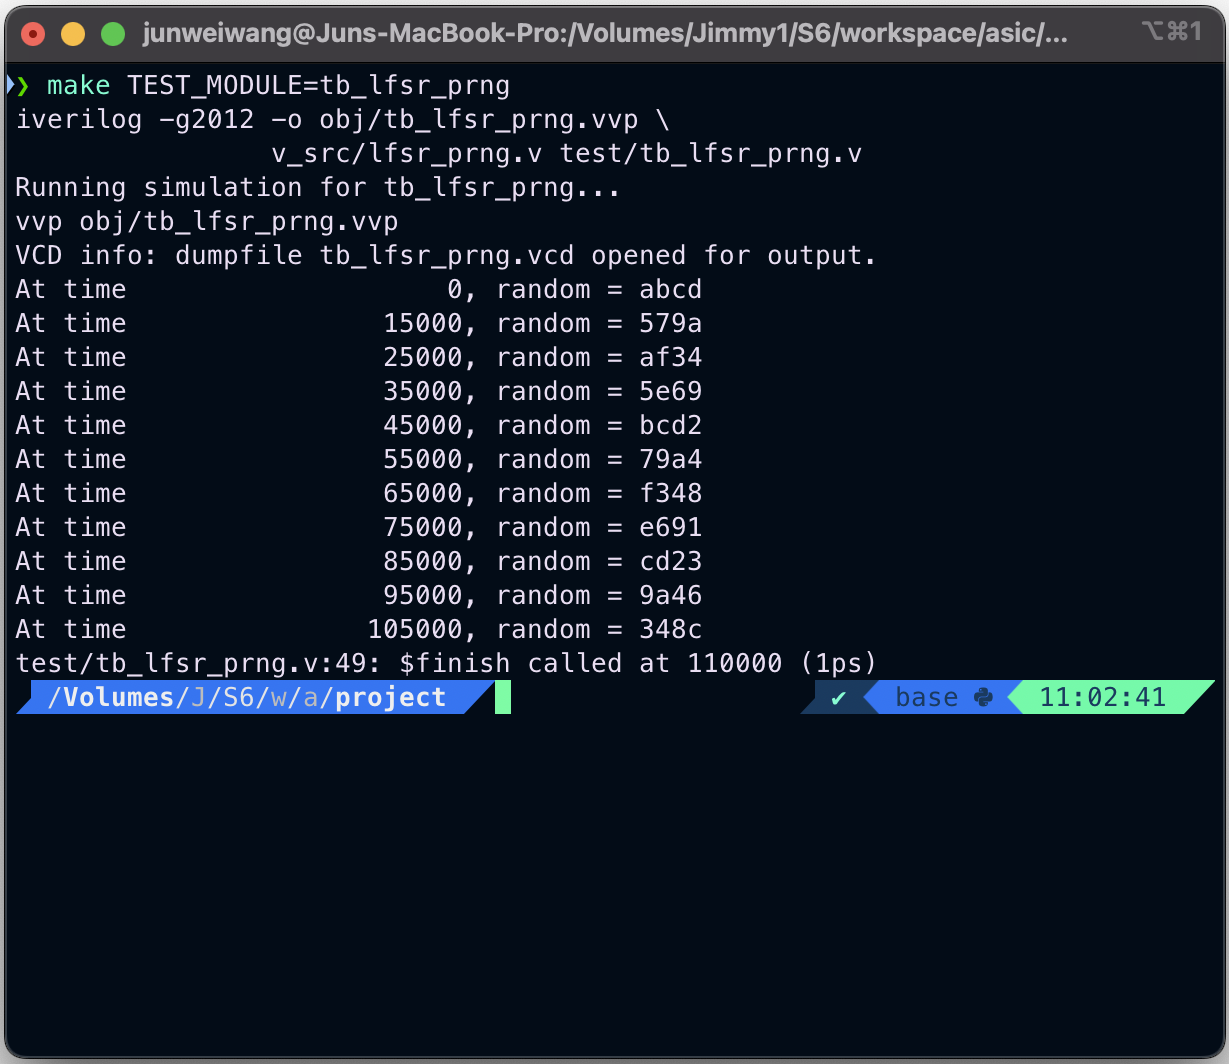 junweiwang@Juns-MacBook-Pro:/Volumes/Jimmy1/S6/workspace/asic/... ⌥⌘1
❯ make TEST_MODULE=tb_lfsr_prng
iverilog -g2012 -o obj/tb_lfsr_prng.vvp \
                v_src/lfsr_prng.v test/tb_lfsr_prng.v
Running simulation for tb_lfsr_prng...
vvp obj/tb_lfsr_prng.vvp
VCD info: dumpfile tb_lfsr_prng.vcd opened for output.
At time                    0, random = abcd
At time                15000, random = 579a
At time                25000, random = af34
At time                35000, random = 5e69
At time                45000, random = bcd2
At time                55000, random = 79a4
At time                65000, random = f348
At time                75000, random = e691
At time                85000, random = cd23
At time                95000, random = 9a46
At time               105000, random = 348c
test/tb_lfsr_prng.v:49: $finish called at 110000 (1ps)
/Volumes/J/S6/w/a/project ✔ base 11:02:41